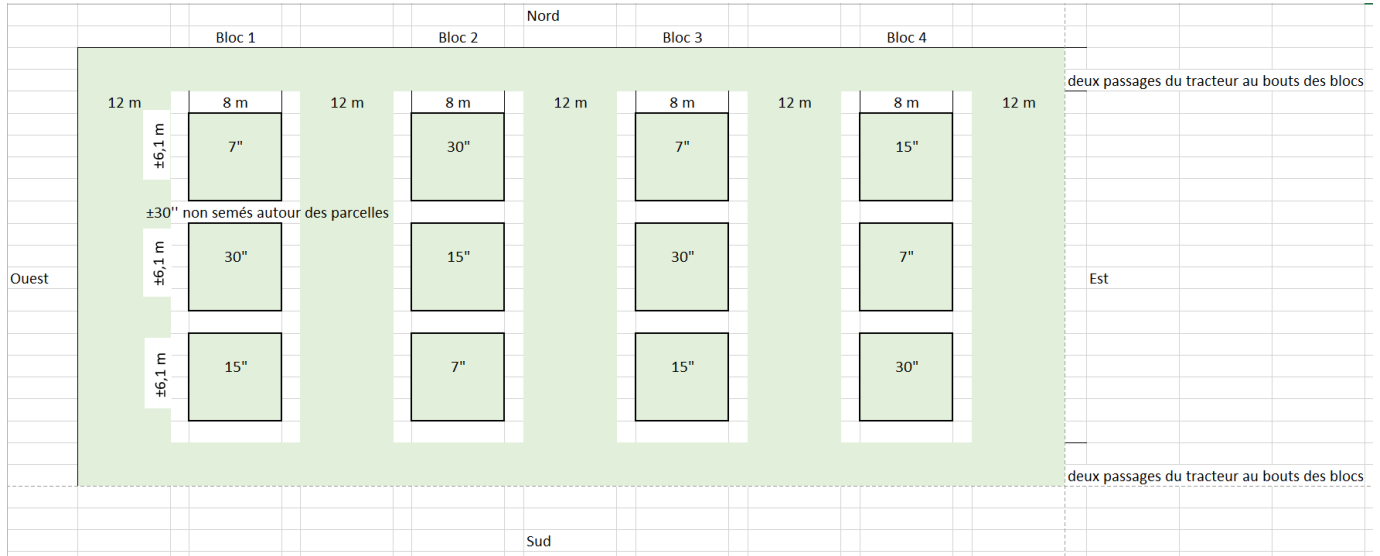 Nord
Bloc 1 Bloc 2 Bloc 3 Bloc 4
deux passages du tracteur au bouts des blocs
12 m 8 m 12 m 8 m 12 m 8 m 12 m 8 m 12 m
±6,1 m 7" 30" 7" 15"
±30'' non semés autour des parcelles
±6,1 m 30" 15" 30" 7"
Ouest Est
±6,1 m 15" 7" 15" 30"
deux passages du tracteur au bouts des blocs
Sud